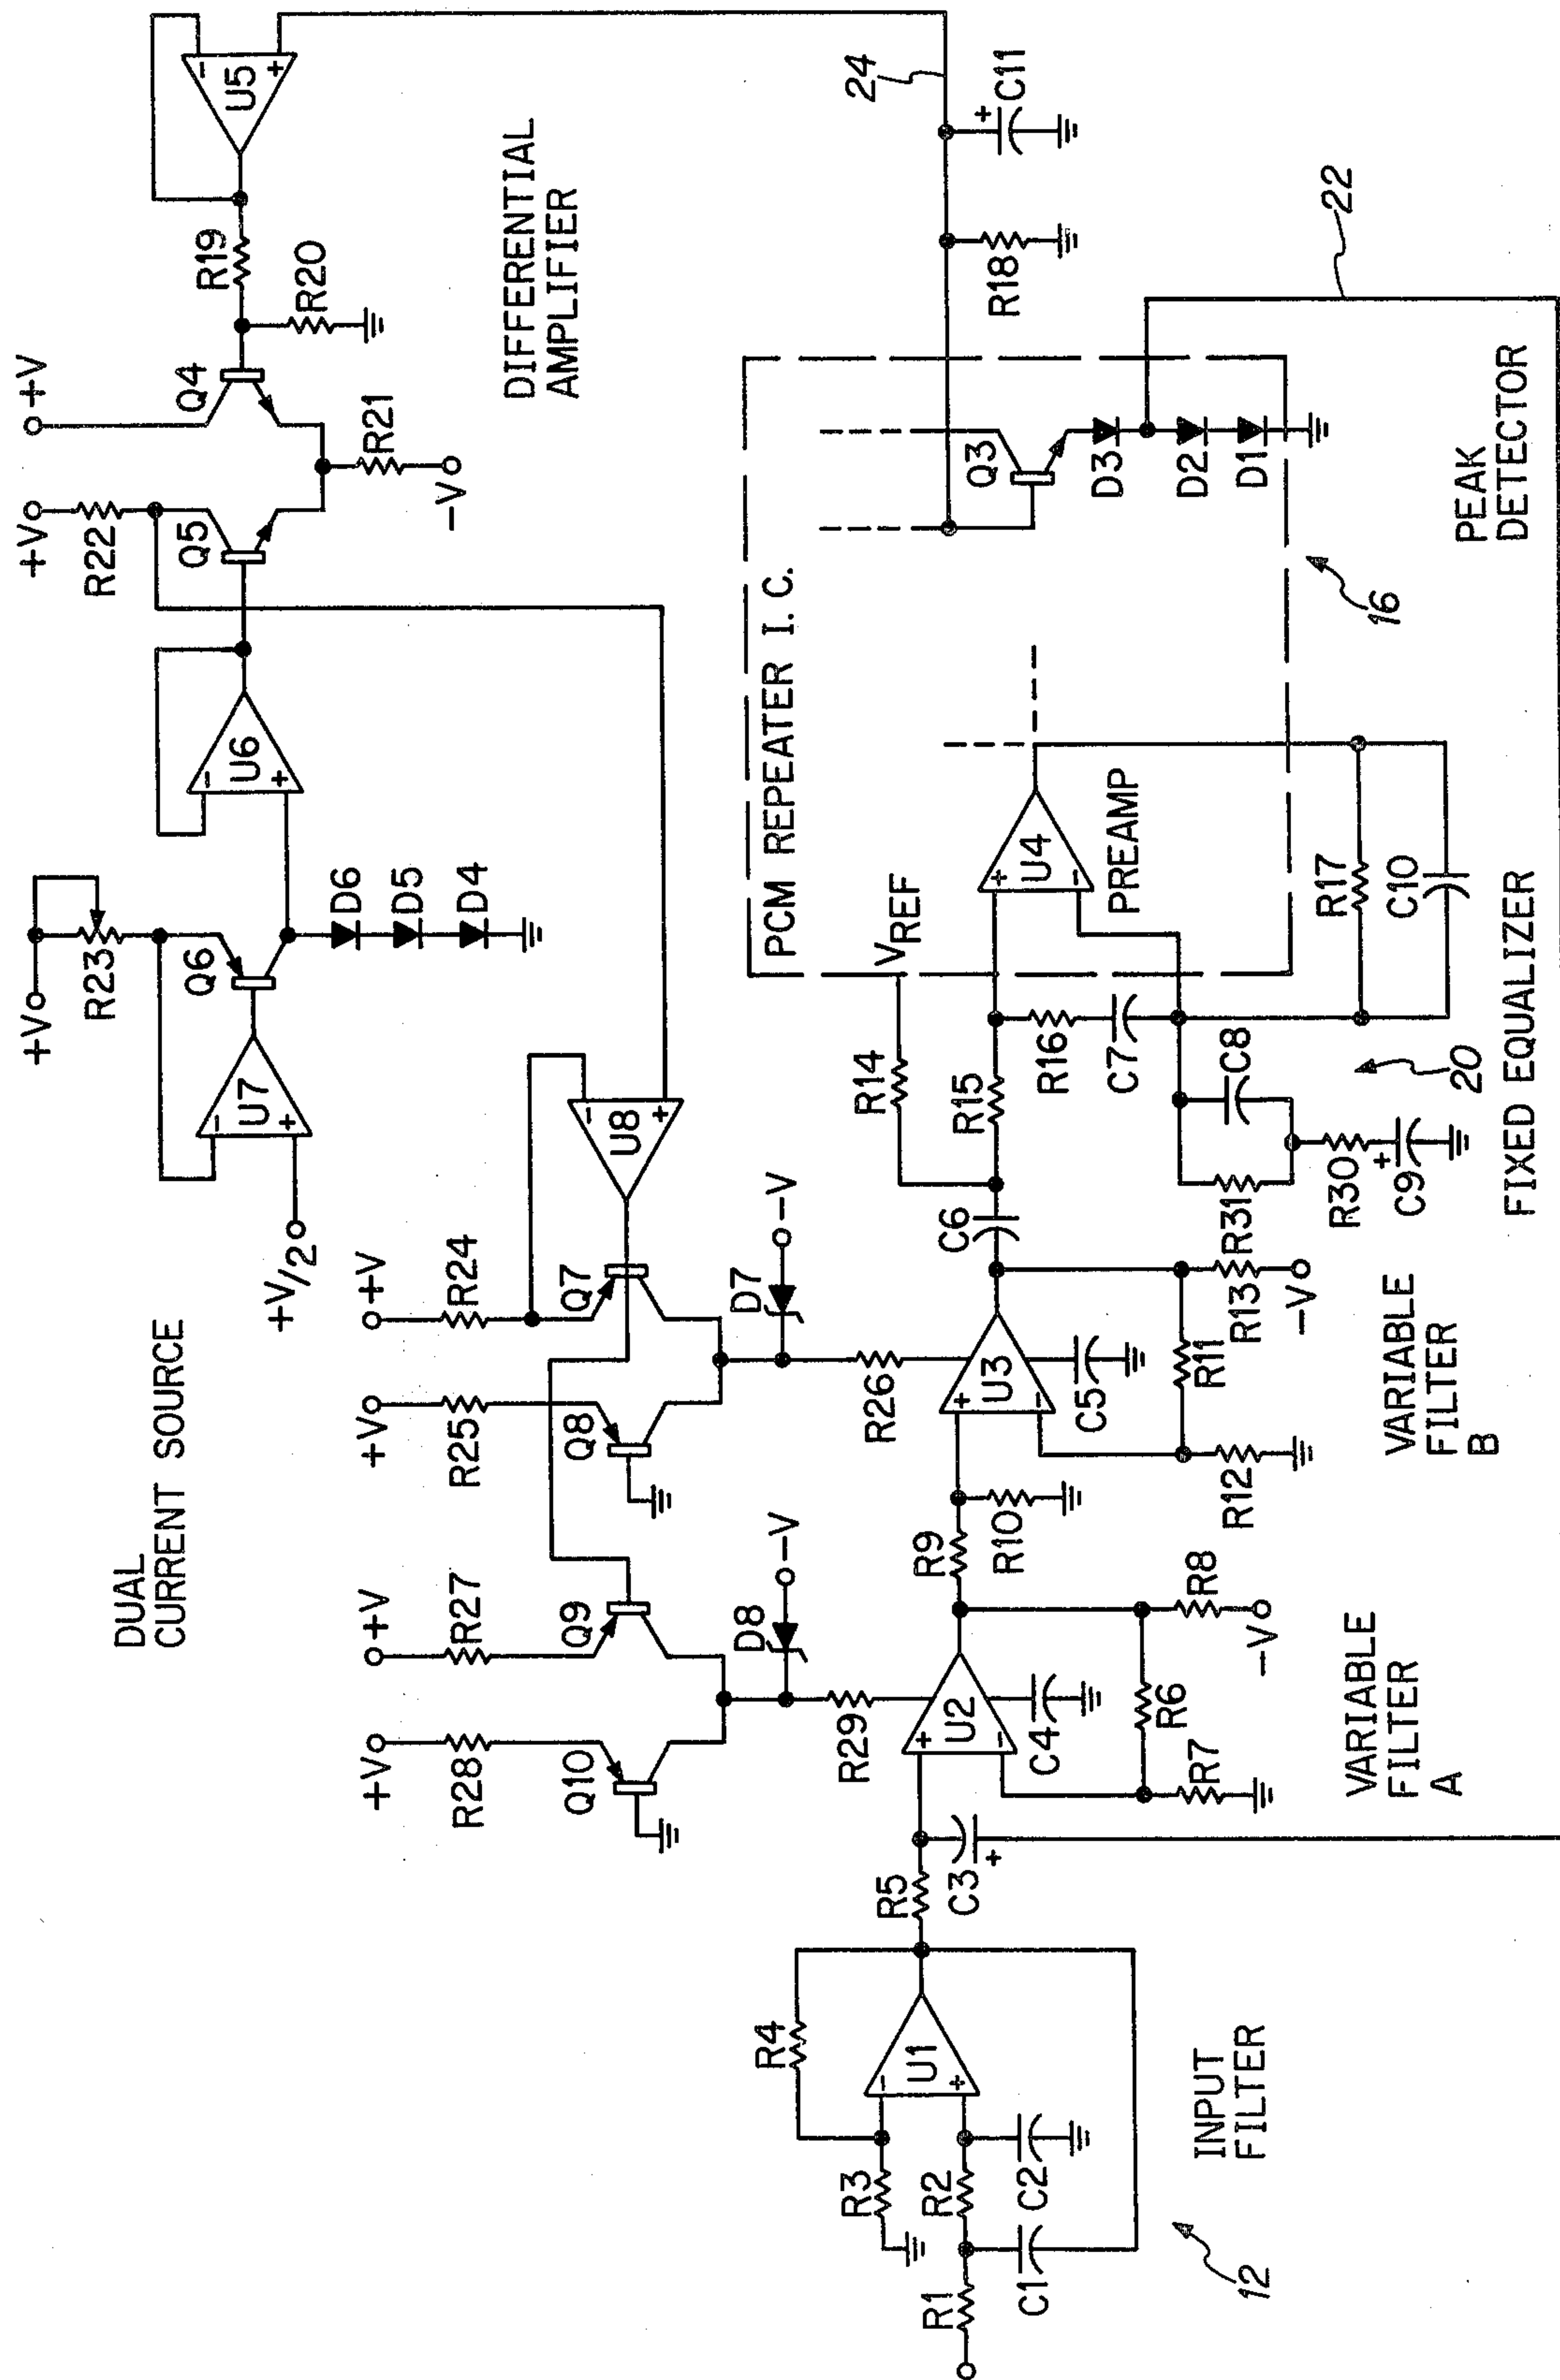 DUAL
CURRENT SOURCE
+V/2
U7
+V
R23
Q6
D6
D5
D4
U6
+V
R22
Q5
+V
Q4
R21
-V
R19
R20
U5
DIFFERENTIAL
AMPLIFIER
+V
R28
Q10
+V
R27
Q9
D8
-V
R29
+V
R25
Q8
+V
R24
Q7
U8
D7
-V
R26
PCM REPEATER I. C.
VREF
R14
R15
R16
C7
U4
PREAMP
Q3
D3
D2
D1
R18
C11
24
22
16
PEAK
DETECTOR
R17
C10
C8
R31
R30
C9
20
FIXED EQUALIZER
C6
U3
C5
R11
R13
-V
R12
R9
R10
VARIABLE
FILTER
B
U2
C4
R6
R8
-V
R7
VARIABLE
FILTER
A
R5
C3
R4
U1
R3
R2
C2
R1
C1
INPUT
FILTER
12